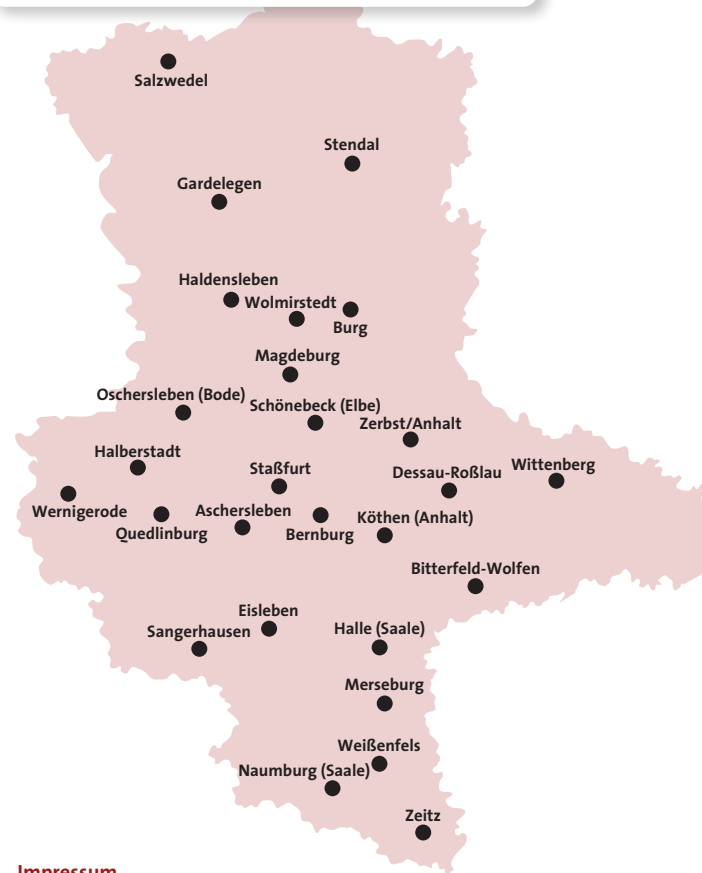 Salzwedel
Stendal
Gardelegen
Haldensleben
Wolmirstedt
Burg
Magdeburg
Oschersleben (Bode)
Schönebeck (Elbe)
Zerbst/Anhalt
Halberstadt
Staßfurt
Dessau-Roßlau
Wittenberg
Wernigerode
Quedlinburg
Aschersleben
Bernburg
Köthen (Anhalt)
Bitterfeld-Wolfen
Eisleben
Sangerhausen
Halle (Saale)
Merseburg
Weißenfels
Naumburg (Saale)
Zeitz
Impressum